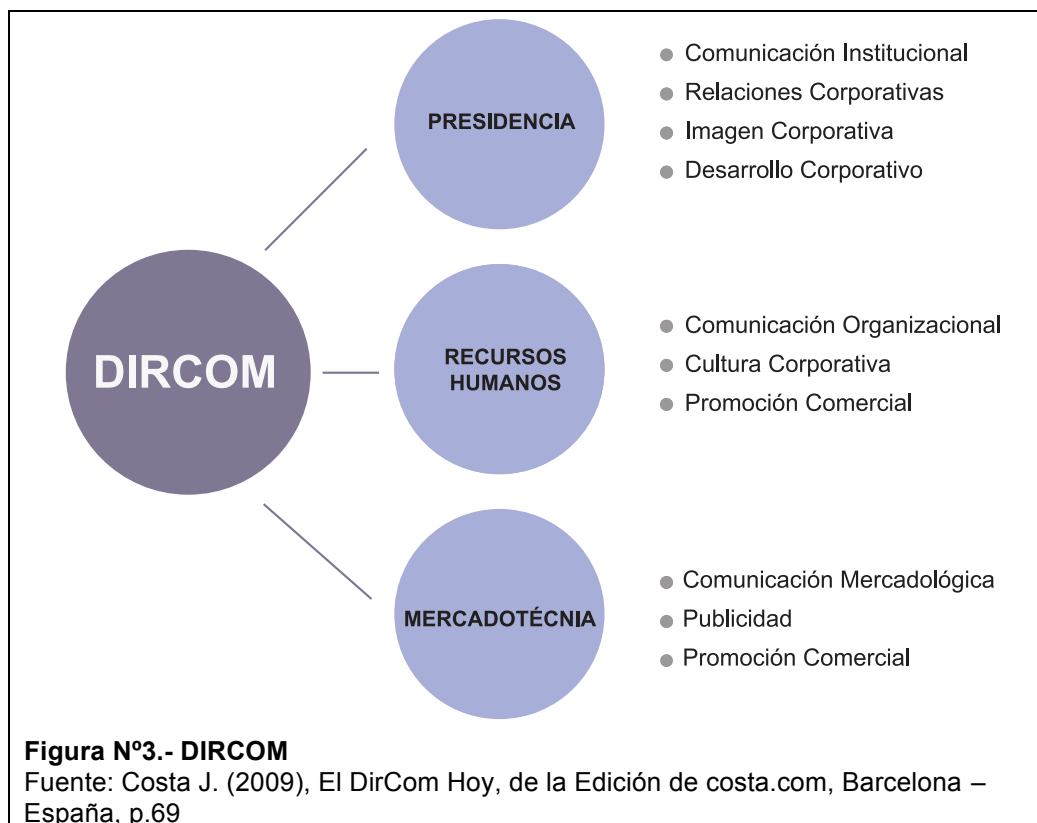 DIRCOM
PRESIDENCIA
Comunicación Institucional
Relaciones Corporativas
Imagen Corporativa
Desarrollo Corporativo
RECURSOS
HUMANOS
Comunicación Organizacional
Cultura Corporativa
Promoción Comercial
MERCADOTÉCNIA
Comunicación Mercadológica
Publicidad
Promoción Comercial
Figura Nº3.- DIRCOM
Fuente: Costa J. (2009), El DirCom Hoy, de la Edición de costa.com, Barcelona –
España, p.69